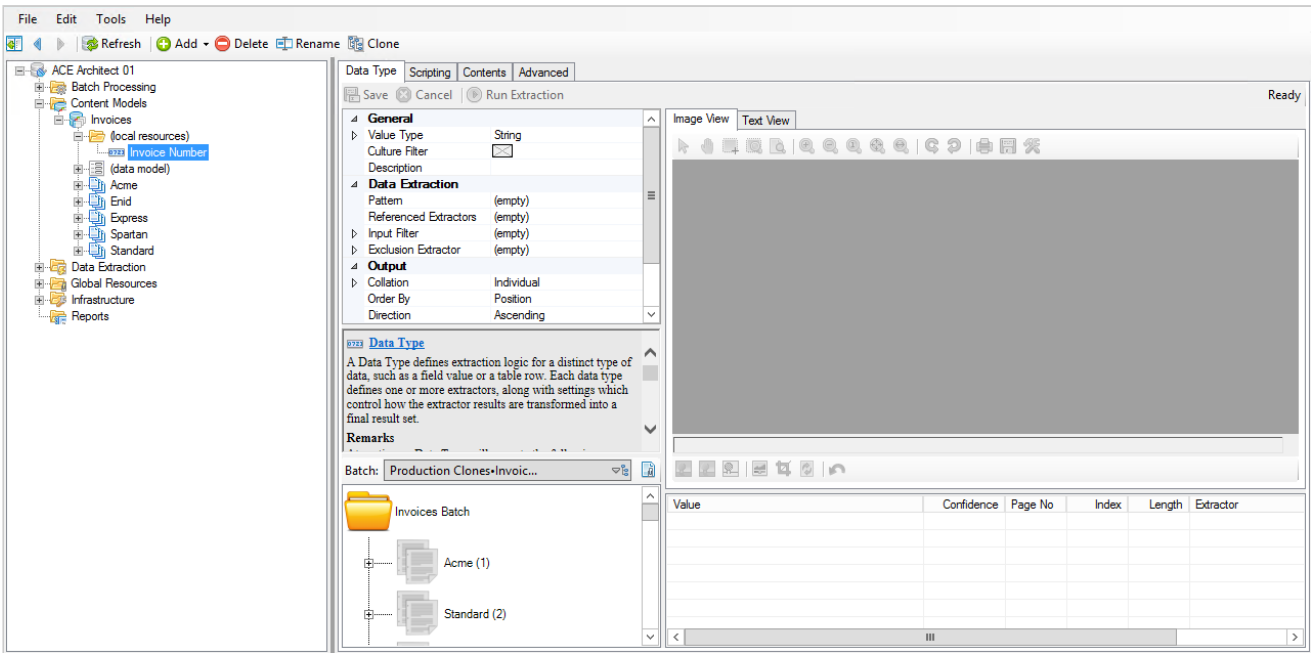 File Edit Tools Help
Refresh Add Delete Rename Clone
ACE Architect 01
Batch Processing
Content Models
Invoices
(local resources)
Invoice Number
(data model)
Acme
Enid
Express
Spartan
Standard
Data Extraction
Global Resources
Infrastructure
Reports
Data Type Scripting Contents Advanced
Save Cancel Run Extraction Ready
General
Value Type String
Culture Filter
Description
Data Extraction
Pattern (empty)
Referenced Extractors (empty)
Input Filter (empty)
Exclusion Extractor (empty)
Output
Collation Individual
Order By Position
Direction Ascending
Data Type
A Data Type defines extraction logic for a distinct type of
data, such as a field value or a table row. Each data type
defines one or more extractors, along with settings which
control how the extractor results are transformed into a
final result set.
Remarks
Batch: Production Clones•Invoic...
Invoices Batch
Acme (1)
Standard (2)
Image View Text View
Value Confidence Page No Index Length Extractor